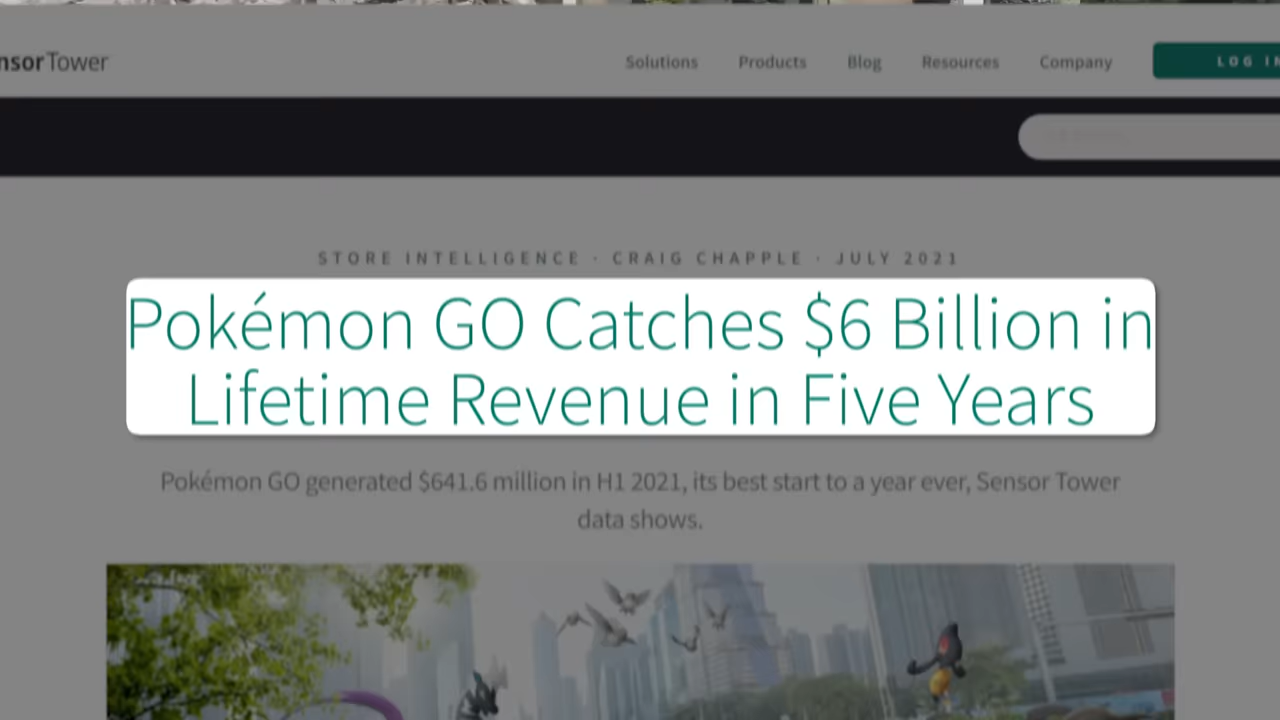 nsorTower
Solutions
Products
Blog
Resources
Company
LOG IN
STORE INTELLIGENCE · CRAIG CHAPPLE · JULY 2021
Pokémon GO Catches $6 Billion in
Lifetime Revenue in Five Years
Pokémon GO generated $641.6 million in H1 2021, its best start to a year ever, Sensor Tower
data shows.